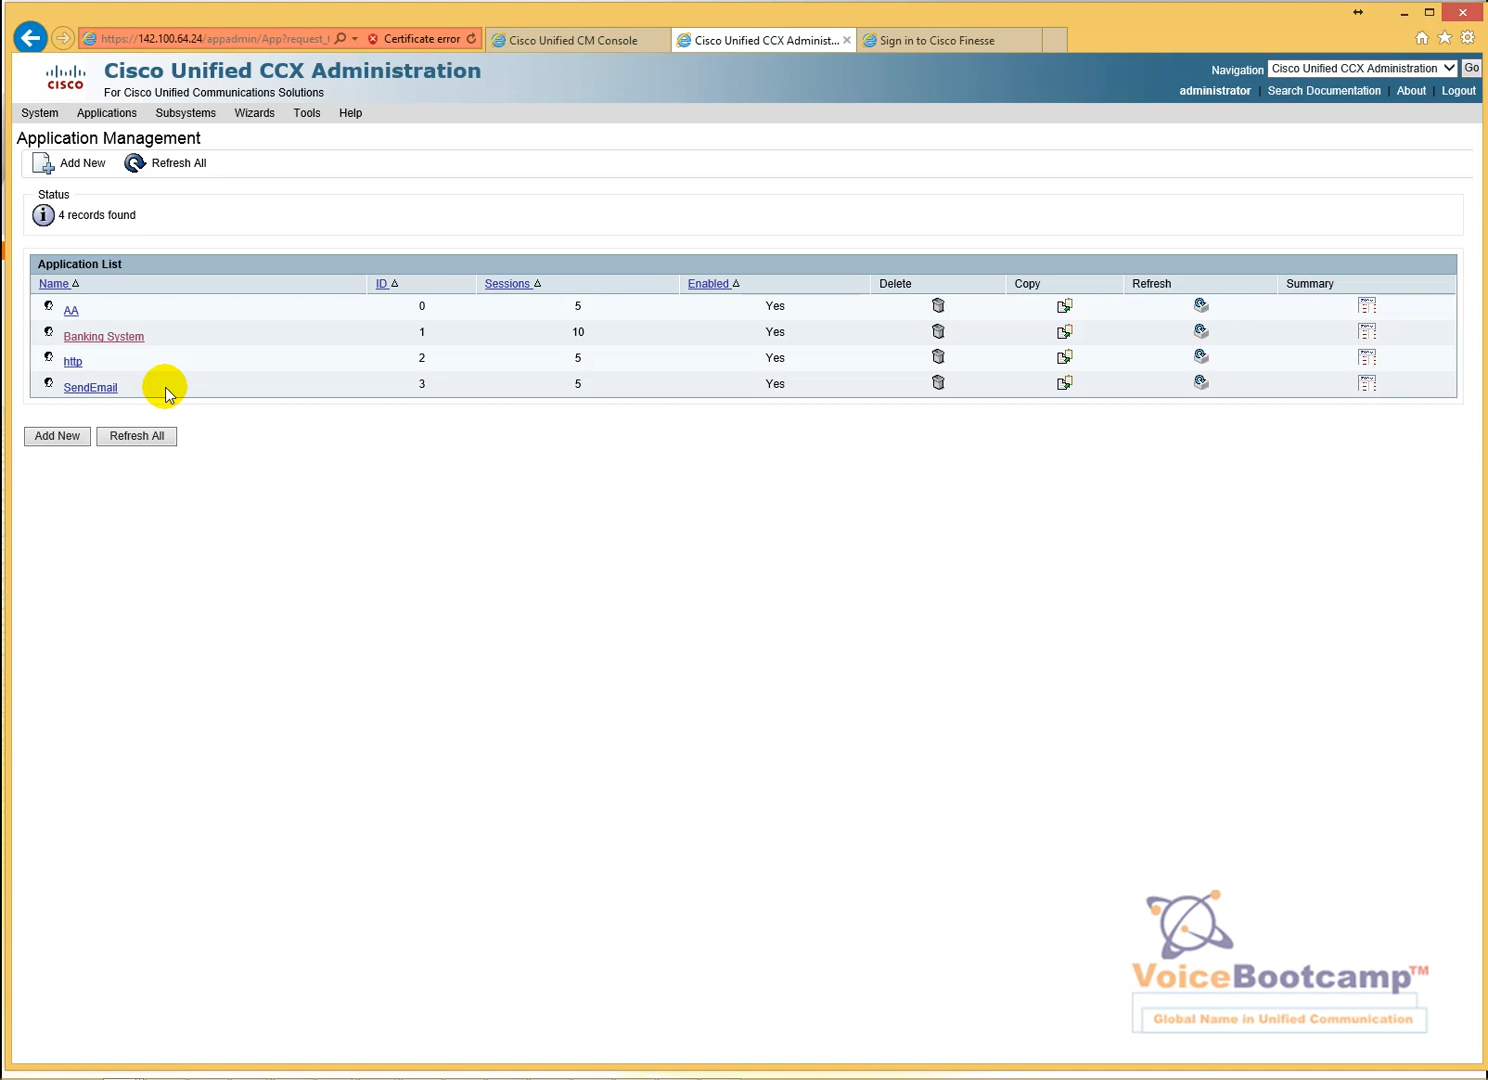 https://142.100.64.24/appadmin/App?request_t Certificate error Cisco Unified CM Console Cisco Unified CCX Administ... Sign in to Cisco Finesse
CISCO Cisco Unified CCX Administration
For Cisco Unified Communications Solutions
Navigation Cisco Unified CCX Administration Go
administrator | Search Documentation | About | Logout
System Applications Subsystems Wizards Tools Help
Application Management
Add New Refresh All
Status
4 records found
Application List
Name ID Sessions Enabled Delete Copy Refresh Summary
AA 0 5 Yes
Banking System 1 10 Yes
http 2 5 Yes
SendEmail 3 5 Yes
Add New Refresh All
VoiceBootcamp™
Global Name in Unified Communication